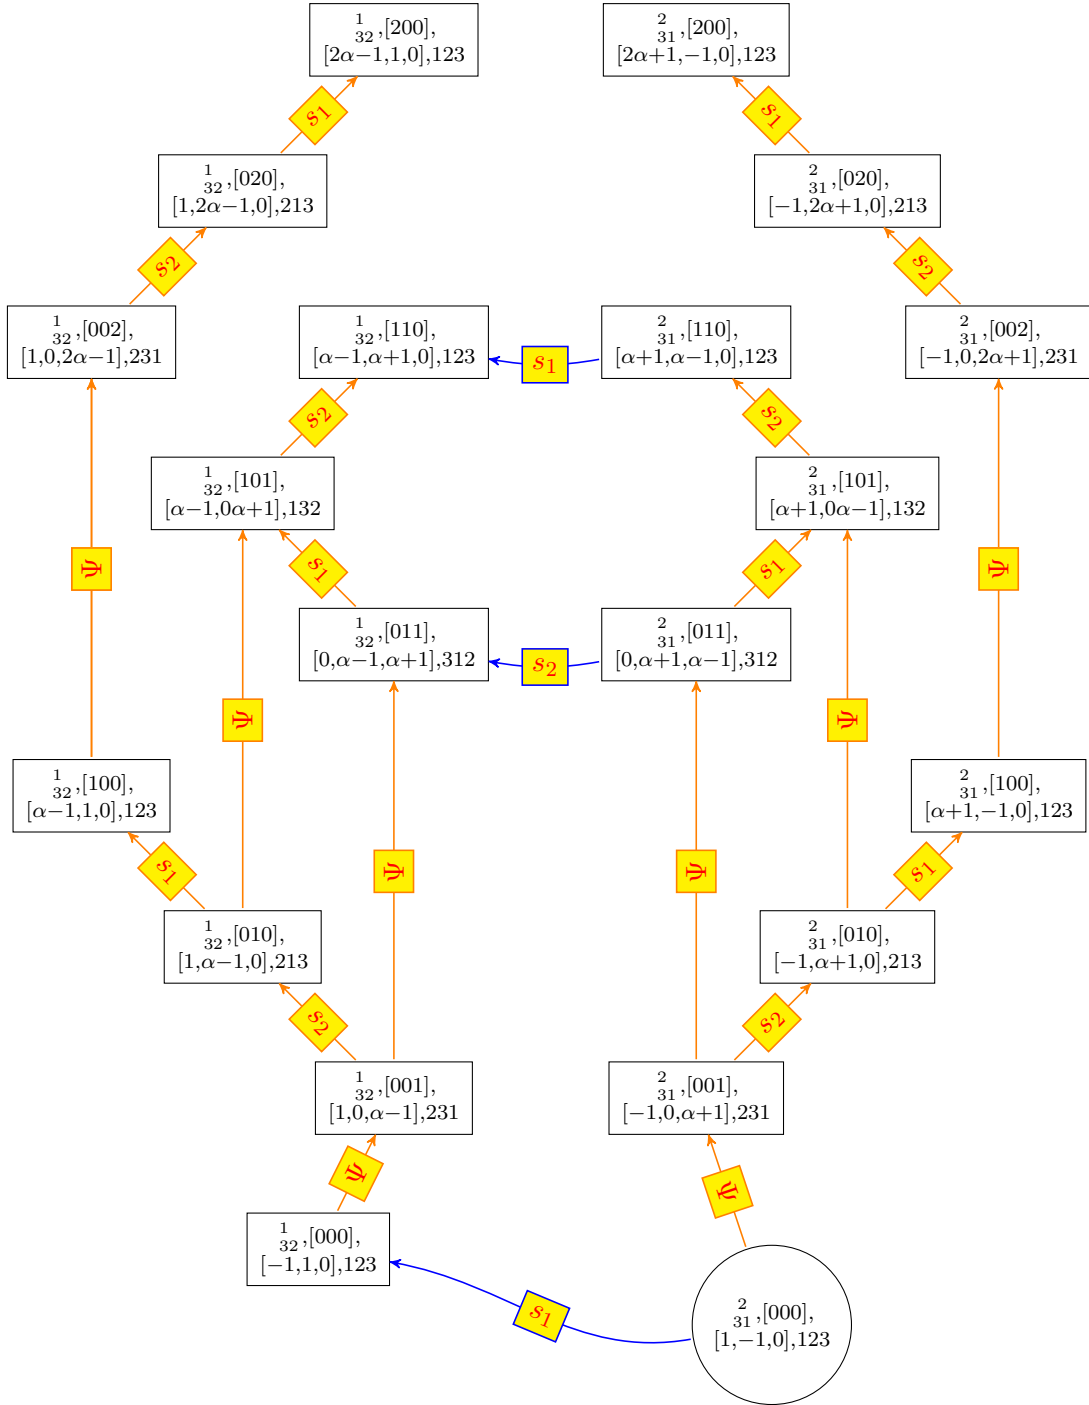 1
32,[200],
[2α−1,1,0],123
2
31,[200],
[2α+1,−1,0],123
s1
s1
1
32,[020],
[1,2α−1,0],213
2
31,[020],
[−1,2α+1,0],213
s2
s2
1
32,[002],
[1,0,2α−1],231
1
32,[110],
[α−1,α+1,0],123
s1
2
31,[110],
[α+1,α−1,0],123
2
31,[002],
[−1,0,2α+1],231
s2
s2
1
32,[101],
[α−1,0α+1],132
2
31,[101],
[α+1,0α−1],132
Ψ
s1
s1
Ψ
1
32,[011],
[0,α−1,α+1],312
s2
2
31,[011],
[0,α+1,α−1],312
Ψ
Ψ
1
32,[100],
[α−1,1,0],123
2
31,[100],
[α+1,−1,0],123
s1
Ψ
Ψ
s1
1
32,[010],
[1,α−1,0],213
2
31,[010],
[−1,α+1,0],213
s2
s2
1
32,[001],
[1,0,α−1],231
2
31,[001],
[−1,0,α+1],231
Ψ
Ψ
1
32,[000],
[−1,1,0],123
s1
2
31,[000],
[1,−1,0],123